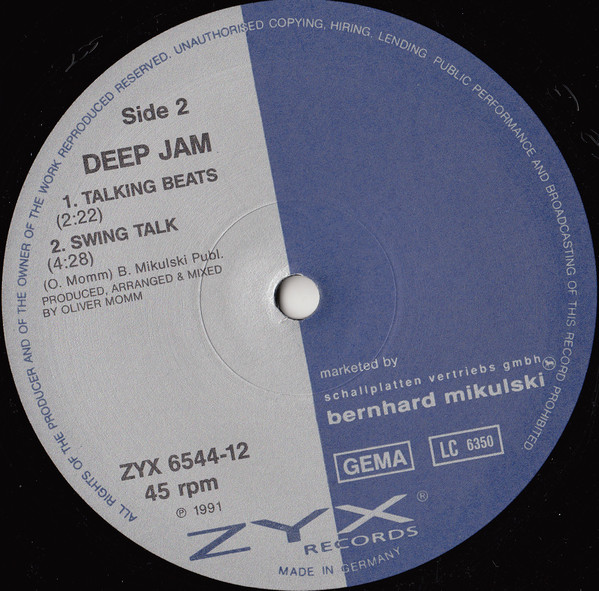 ALL RIGHTS OF THE PRODUCER AND OF THE OWNER OF THE WORK REPRODUCED RESERVED. UNAUTHORISED COPYING, HIRING, LENDING PUBLIC PERFORMANCE AND BROADCASTING OF THIS RECORD PROHIBITED
Side 2
DEEP JAM
1. TALKING BEATS
(2:22)
2. SWING TALK
(4:28)
(O. Momm) B. Mikulski Publ.
PRODUCED, ARRANGED & MIXED
BY OLIVER MOMM
marketed by
schallplatten vertriebs gmbh
bernhard mikulski
GEMA
LC 6350
ZYX 6544-12
45 rpm
℗ 1991
ZYX®
RECORDS
MADE IN GERMANY